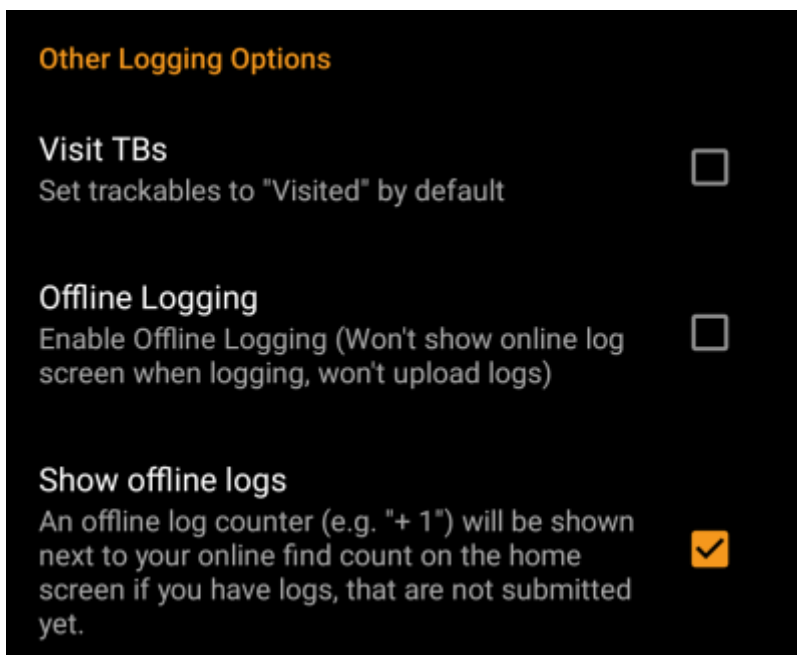 Other Logging Options
Visit TBs
Set trackables to "Visited" by default
Offline Logging
Enable Offline Logging (Won't show online log
screen when logging, won't upload logs)
Show offline logs
An offline log counter (e.g. "+ 1") will be shown
next to your online find count on the home
screen if you have logs, that are not submitted
yet.